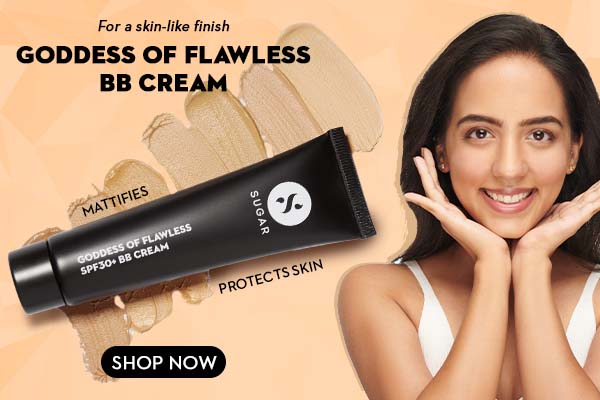 For a skin-like finish
GODDESS OF FLAWLESS
BB CREAM
MATTIFIES
SUGAR
GODDESS OF FLAWLESS
SPF30+ BB CREAM
PROTECTS SKIN
SHOP NOW